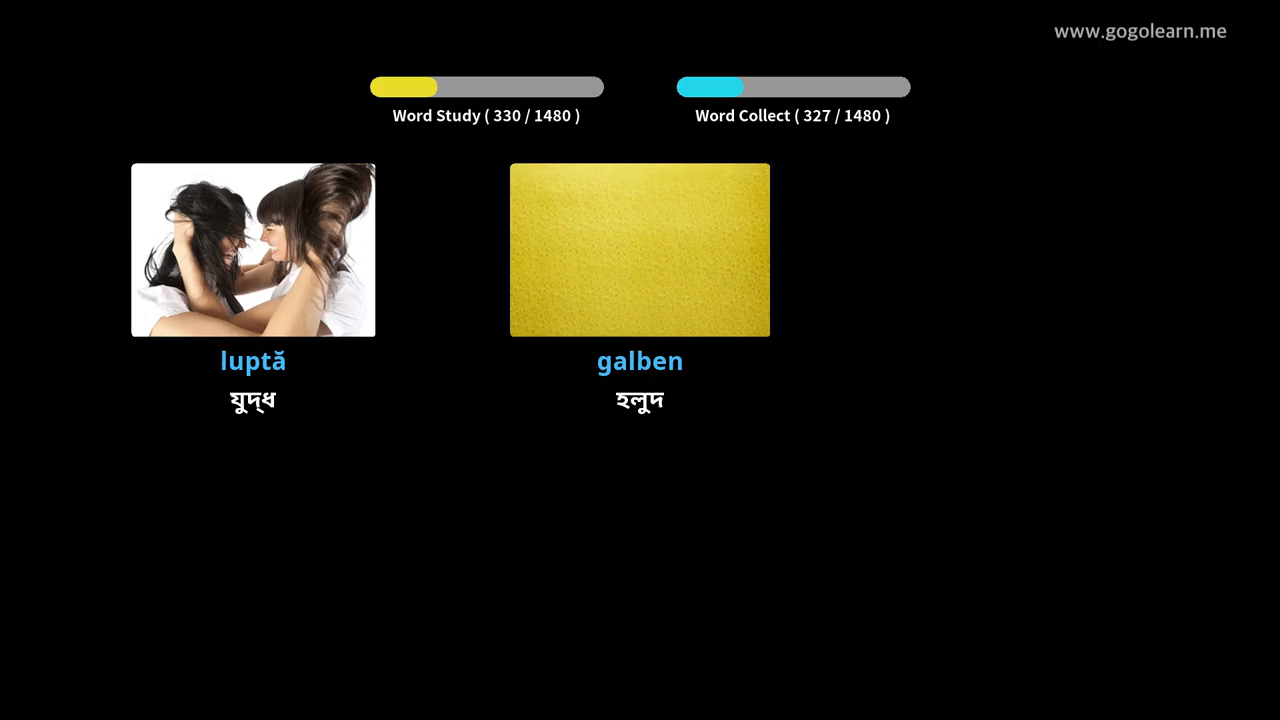 www.gogolearn.me
Word Study ( 330 / 1480 )
Word Collect ( 327 / 1480 )
luptă
galben
যুদ্ধ
হলুদ